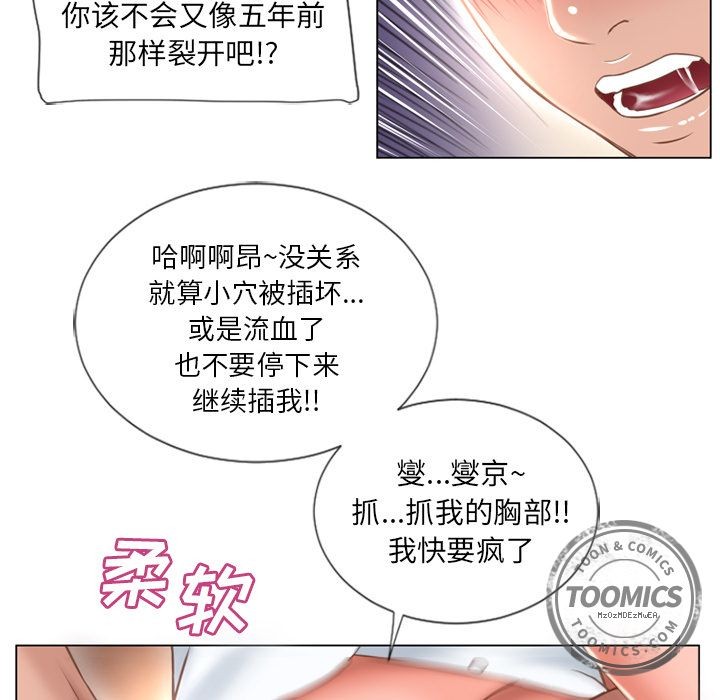 你该不会又像五年前
那样裂开吧!?
哈啊啊昂~没关系
就算小穴被插坏...
或是流血了
也不要停下来
继续插我!!
燮...燮京~
抓...抓我的胸部!!
我快要疯了
柔软
TOON & COMICS
TOOMICS
MzOzMDEzMwEA
TOOMICS.COM